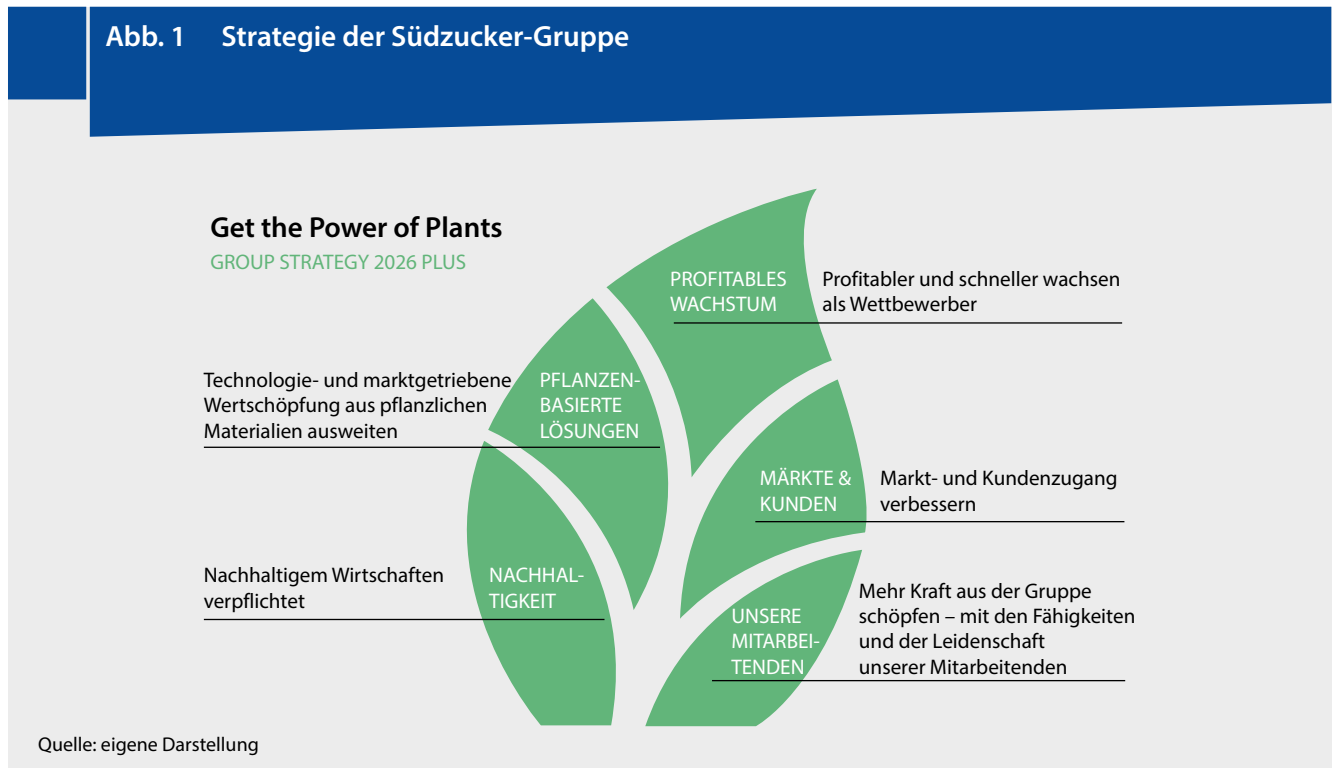 Abb. 1 Strategie der Südzucker-Gruppe
Get the Power of Plants
GROUP STRATEGY 2026 PLUS
PROFITABLES
WACHSTUM
Profitabler und schneller wachsen
als Wettbewerber
Technologie- und marktgetriebene
Wertschöpfung aus pflanzlichen
Materialien ausweiten
PFLANZEN-
BASIERTE
LÖSUNGEN
MÄRKTE &
KUNDEN
Markt- und Kundenzugang
verbessern
Nachhaltigem Wirtschaften
verpflichtet
NACHHAL-
TIGKEIT
UNSERE
MITARBEI-
TENDEN
Mehr Kraft aus der Gruppe
schöpfen – mit den Fähigkeiten
und der Leidenschaft
unserer Mitarbeitenden
Quelle: eigene Darstellung